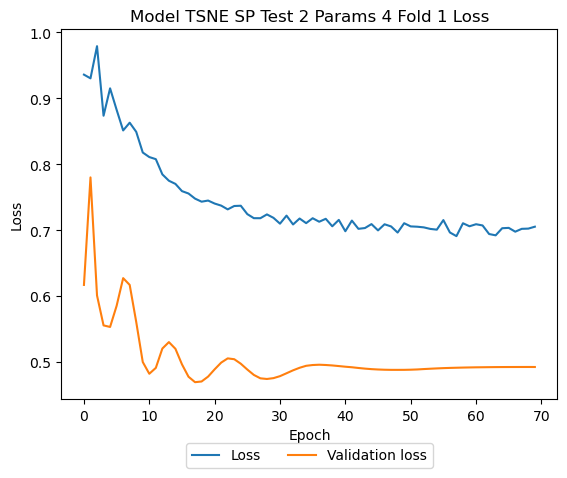 Model TSNE SP Test 2 Params 4 Fold 1 Loss
1.0
0.9
0.8
0.7
0.6
0.5
Loss
0 10 20 30 40 50 60 70
Epoch
Loss Validation loss